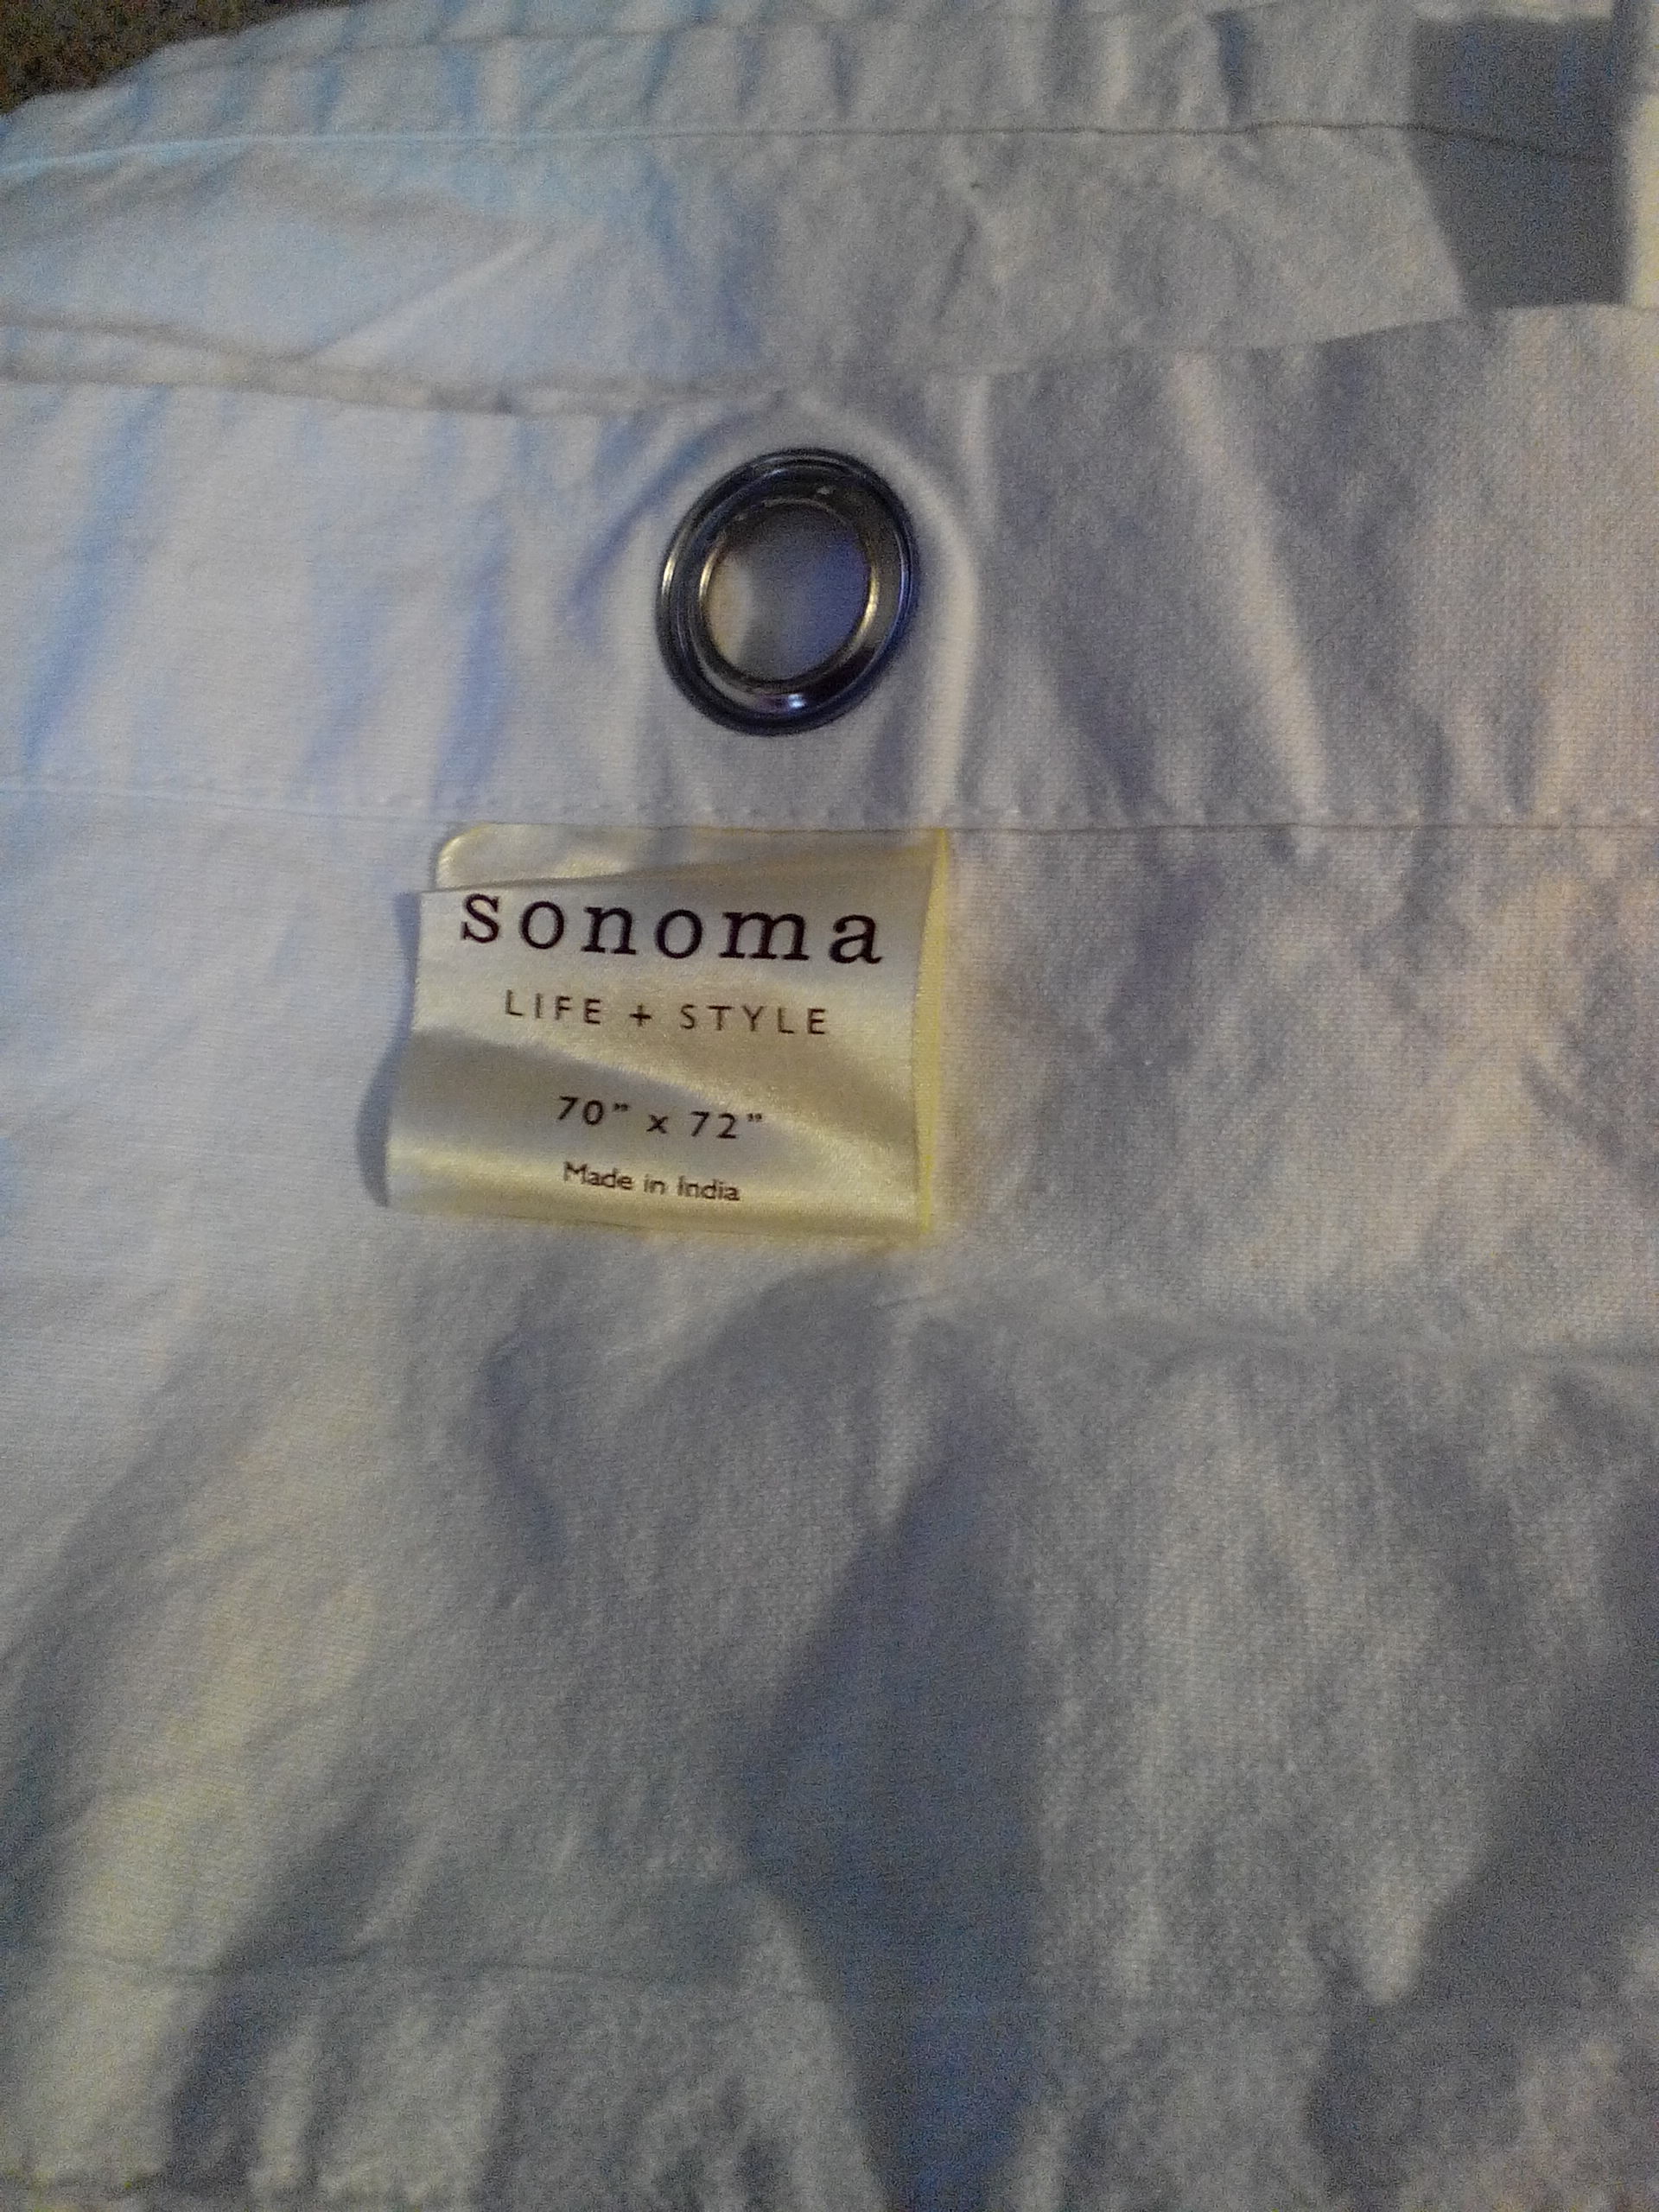 sonoma
LIFE + STYLE
70" x 72"
Made in India